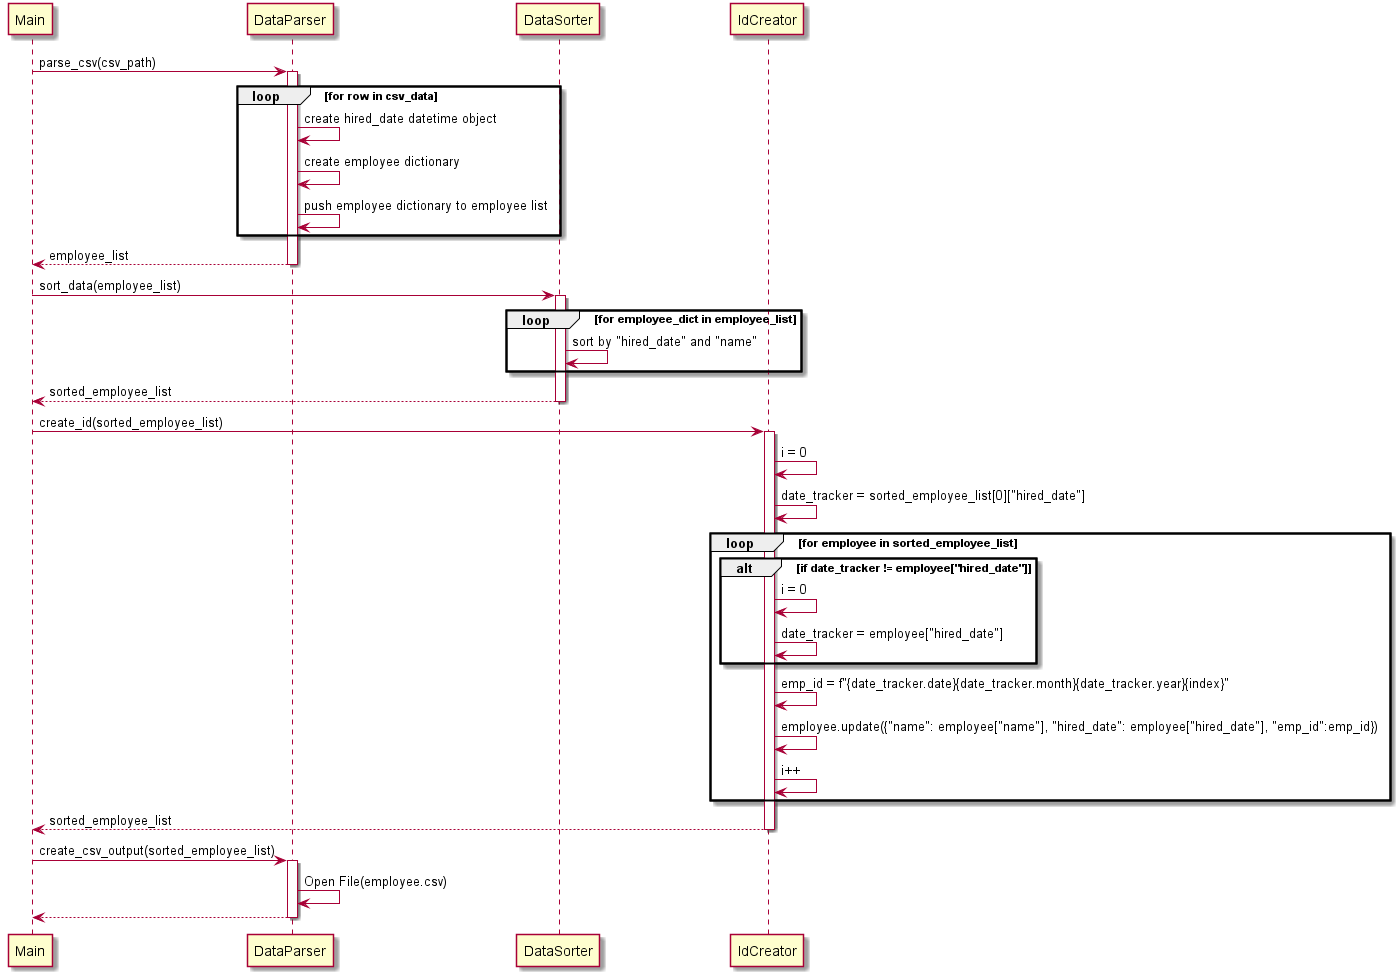 Main DataParser DataSorter IdCreator
parse_csv(csv_path)
loop [for row in csv_data]
create hired_date datetime object
create employee dictionary
push employee dictionary to employee list
employee_list
sort_data(employee_list)
loop [for employee_dict in employee_list]
sort by "hired_date" and "name"
sorted_employee_list
create_id(sorted_employee_list)
i = 0
date_tracker = sorted_employee_list[0]["hired_date"]
loop [for employee in sorted_employee_list]
alt [if date_tracker != employee["hired_date"]]
i = 0
date_tracker = employee["hired_date"]
emp_id = f"{date_tracker.date}{date_tracker.month}{date_tracker.year}{index}"
employee.update({"name": employee["name"], "hired_date": employee["hired_date"], "emp_id":emp_id})
i++
sorted_employee_list
create_csv_output(sorted_employee_list)
Open File(employee.csv)
Main DataParser DataSorter IdCreator